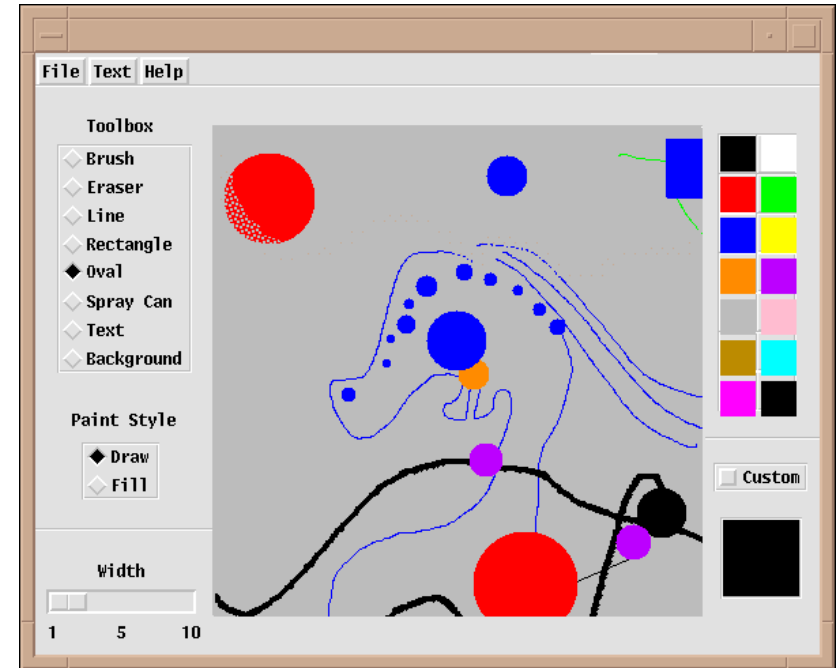 File Text Help
Toolbox
Brush
Eraser
Line
Rectangle
Oval
Spray Can
Text
Background
Paint Style
Draw
Fill
Width
1 5 10
Custom